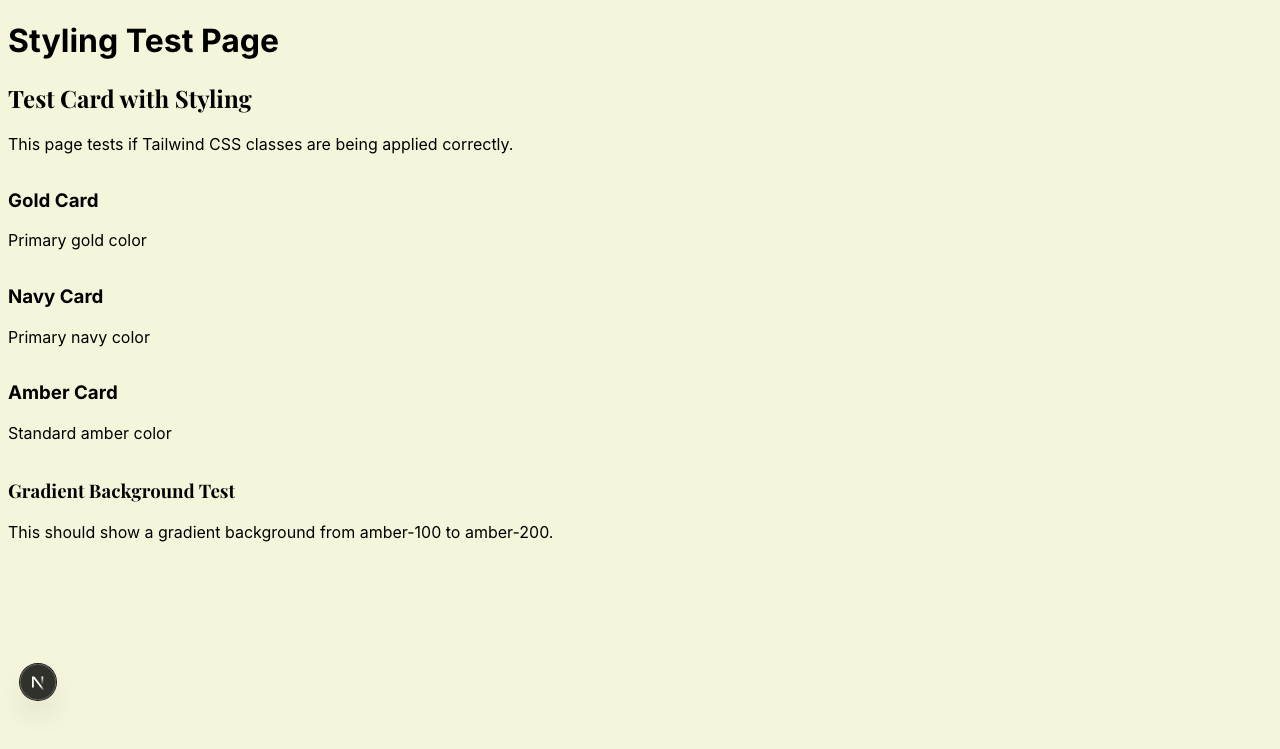 Styling Test Page
Test Card with Styling
This page tests if Tailwind CSS classes are being applied correctly.
Gold Card
Primary gold color
Navy Card
Primary navy color
Amber Card
Standard amber color
Gradient Background Test
This should show a gradient background from amber-100 to amber-200.
N